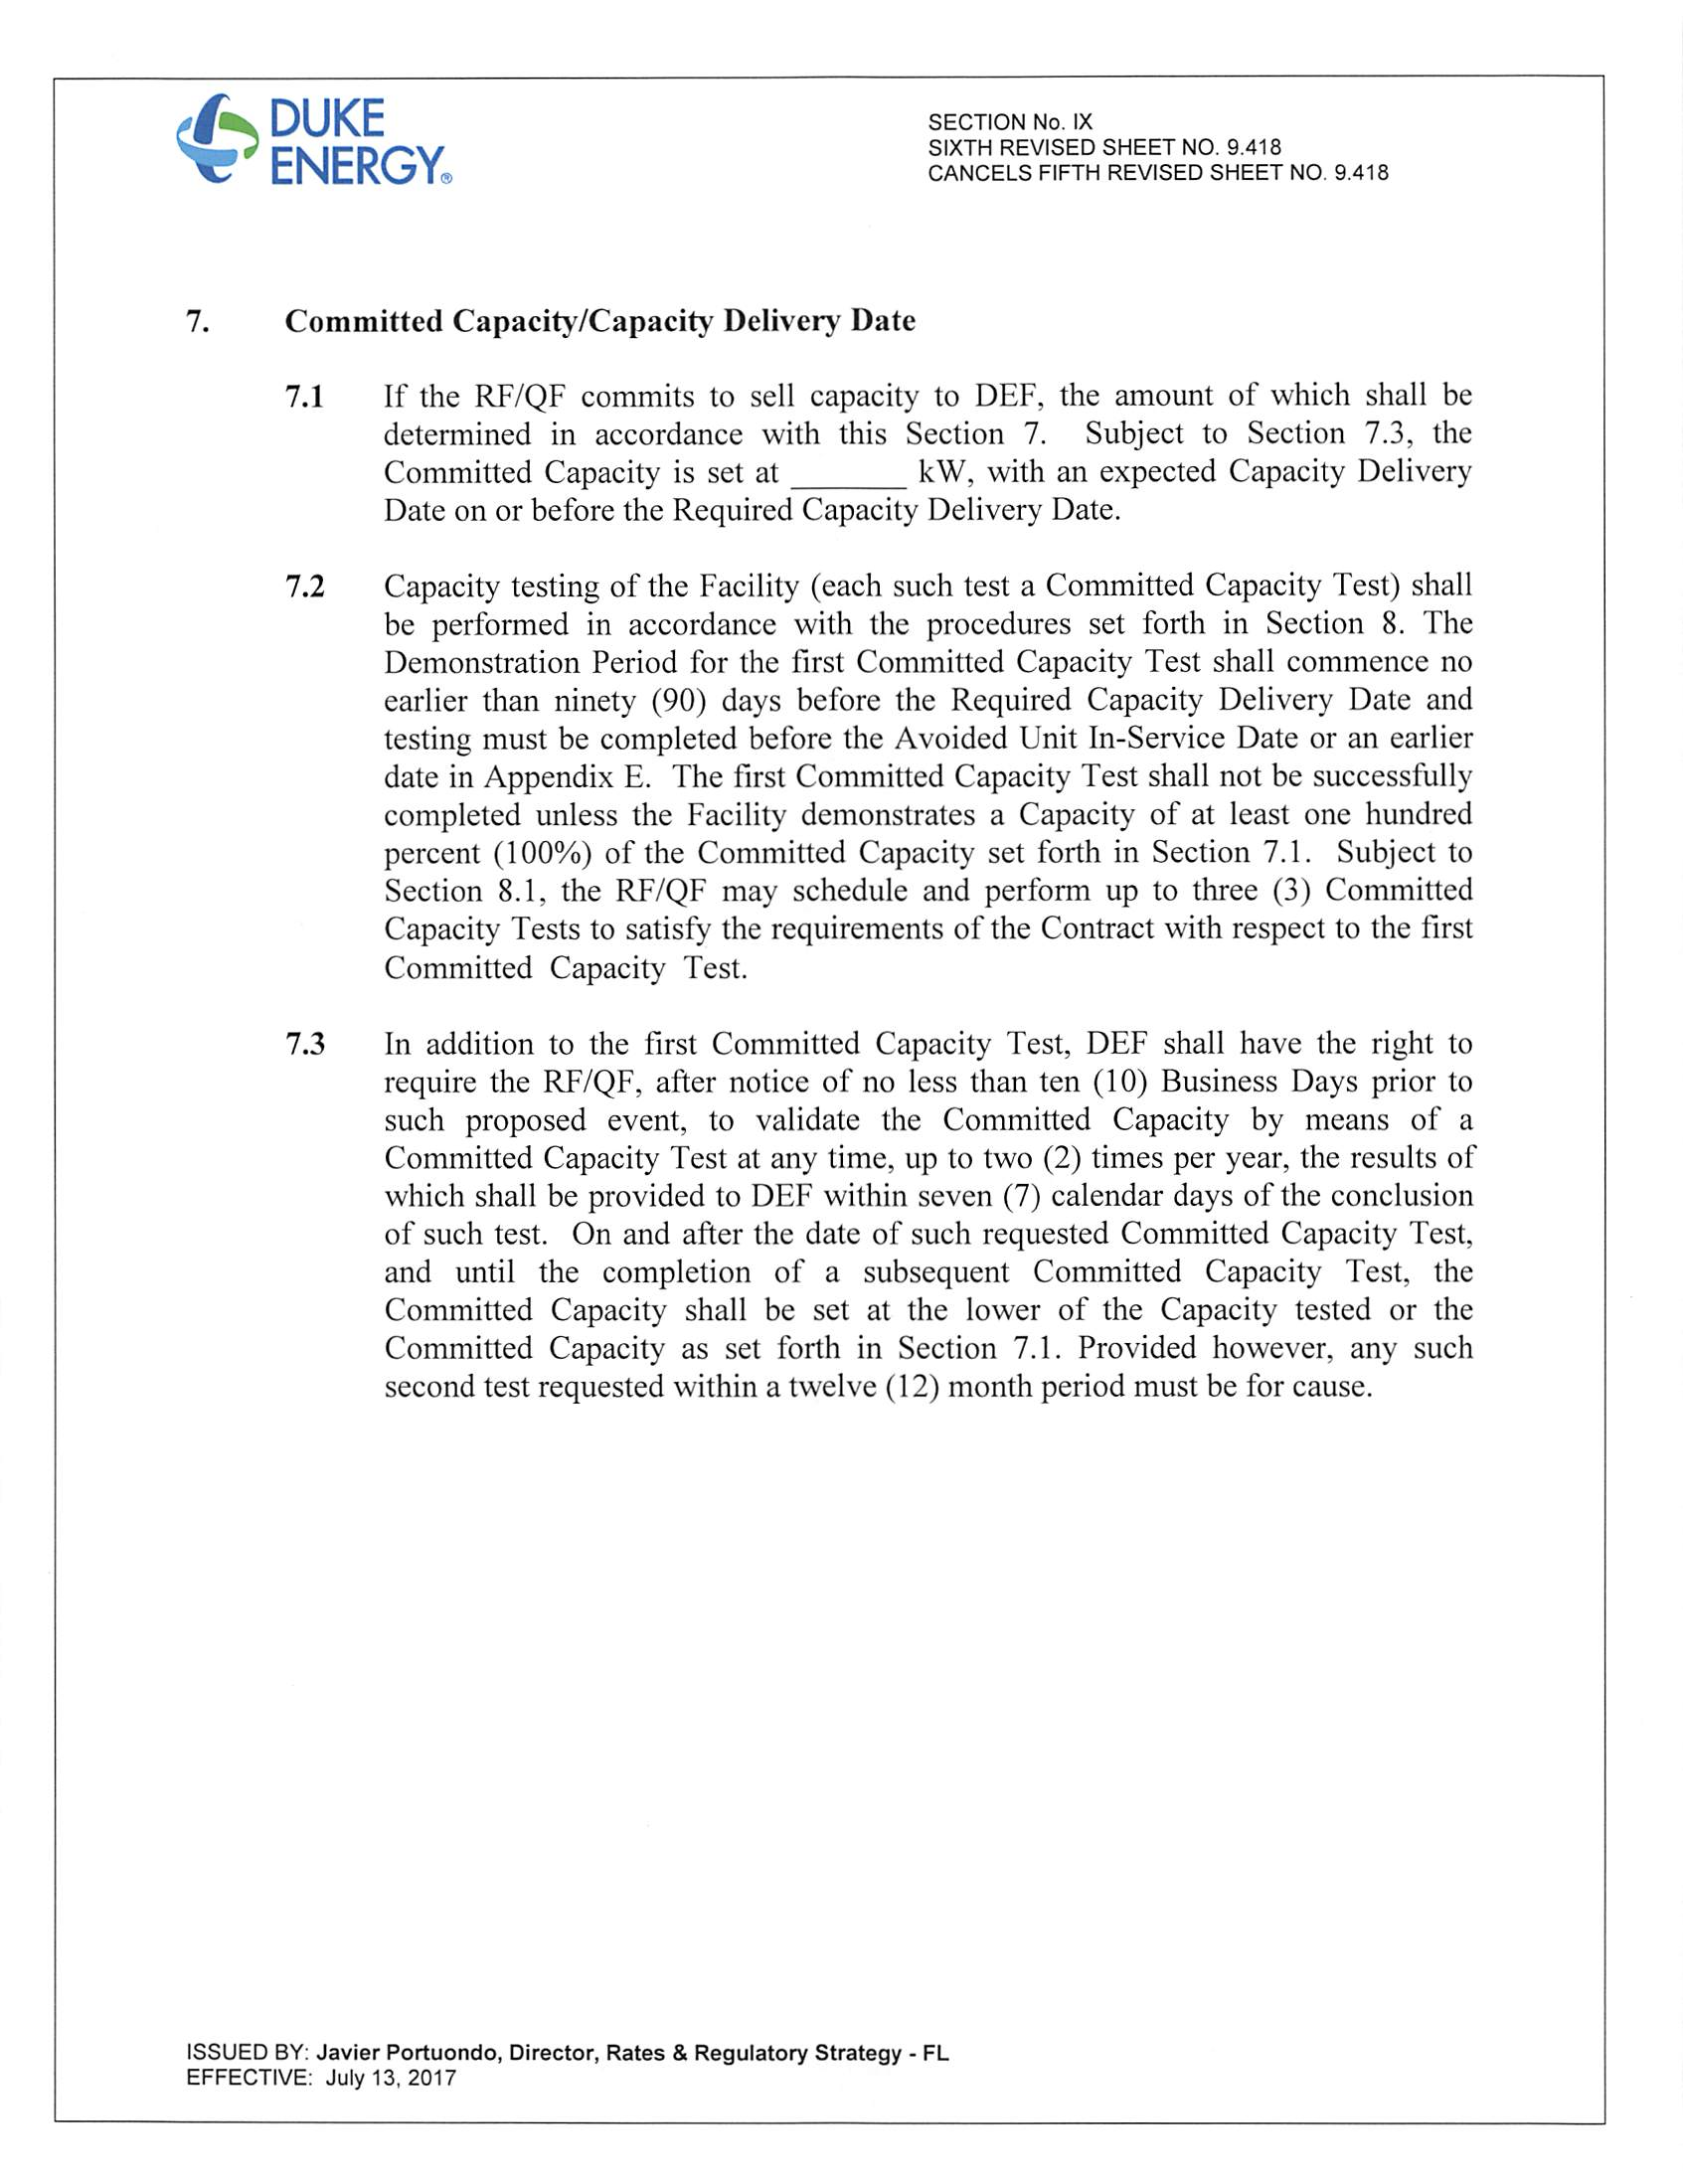 DUKE
ENERGY®
SECTION No. IX
SIXTH REVISED SHEET NO. 9.418
CANCELS FIFTH REVISED SHEET NO. 9.418
7. Committed Capacity/Capacity Delivery Date
7.1 If the RF/QF commits to sell capacity to DEF, the amount of which shall be
determined in accordance with this Section 7. Subject to Section 7.3, the
Committed Capacity is set at _______ kW, with an expected Capacity Delivery
Date on or before the Required Capacity Delivery Date.
7.2 Capacity testing of the Facility (each such test a Committed Capacity Test) shall
be performed in accordance with the procedures set forth in Section 8. The
Demonstration Period for the first Committed Capacity Test shall commence no
earlier than ninety (90) days before the Required Capacity Delivery Date and
testing must be completed before the Avoided Unit In-Service Date or an earlier
date in Appendix E. The first Committed Capacity Test shall not be successfully
completed unless the Facility demonstrates a Capacity of at least one hundred
percent (100%) of the Committed Capacity set forth in Section 7.1. Subject to
Section 8.1, the RF/QF may schedule and perform up to three (3) Committed
Capacity Tests to satisfy the requirements of the Contract with respect to the first
Committed Capacity Test.
7.3 In addition to the first Committed Capacity Test, DEF shall have the right to
require the RF/QF, after notice of no less than ten (10) Business Days prior to
such proposed event, to validate the Committed Capacity by means of a
Committed Capacity Test at any time, up to two (2) times per year, the results of
which shall be provided to DEF within seven (7) calendar days of the conclusion
of such test. On and after the date of such requested Committed Capacity Test,
and until the completion of a subsequent Committed Capacity Test, the
Committed Capacity shall be set at the lower of the Capacity tested or the
Committed Capacity as set forth in Section 7.1. Provided however, any such
second test requested within a twelve (12) month period must be for cause.
ISSUED BY: Javier Portuondo, Director, Rates & Regulatory Strategy - FL
EFFECTIVE: July 13, 2017